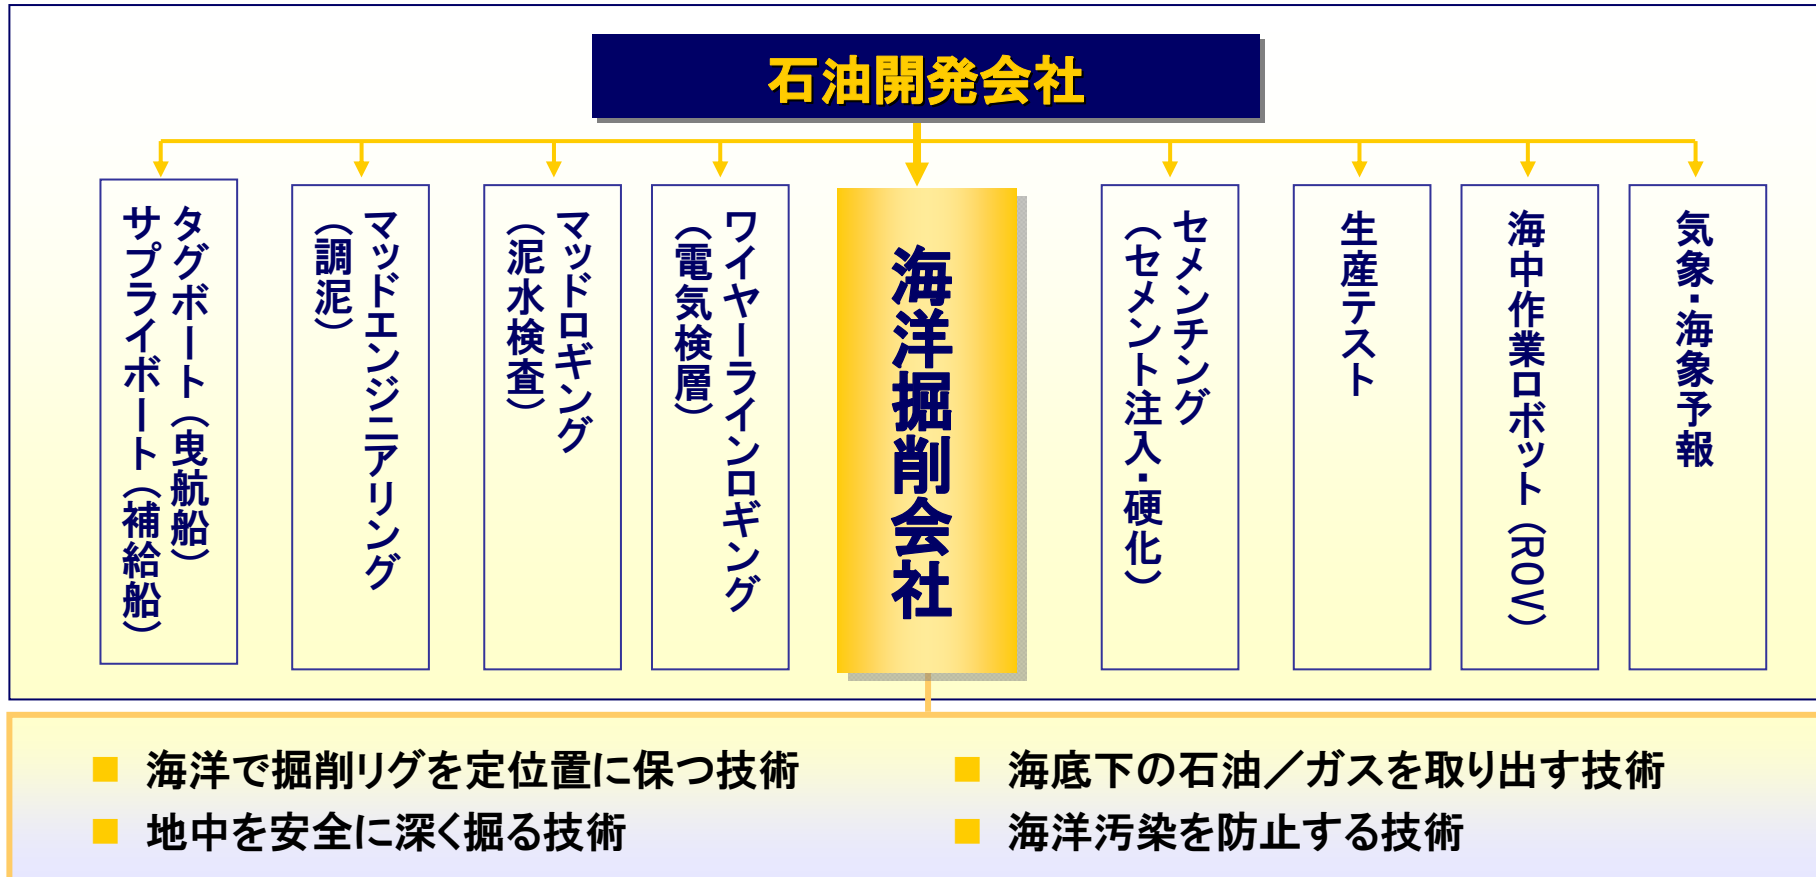 石油開発会社
タグボート（曳航船）
サプライボート（補給船）
マッドエンジニアリング
（調泥）
マッドロギング
（泥水検査）
ワイヤーラインロギング
（電気検層）
海洋掘削会社
セメンチング
（セメント注入・硬化）
生産テスト
海中作業ロボット（ROV）
気象・海象予報
■ 海洋で掘削リグを定位置に保つ技術
■ 地中を安全に深く掘る技術
■ 海底下の石油／ガスを取り出す技術
■ 海洋汚染を防止する技術